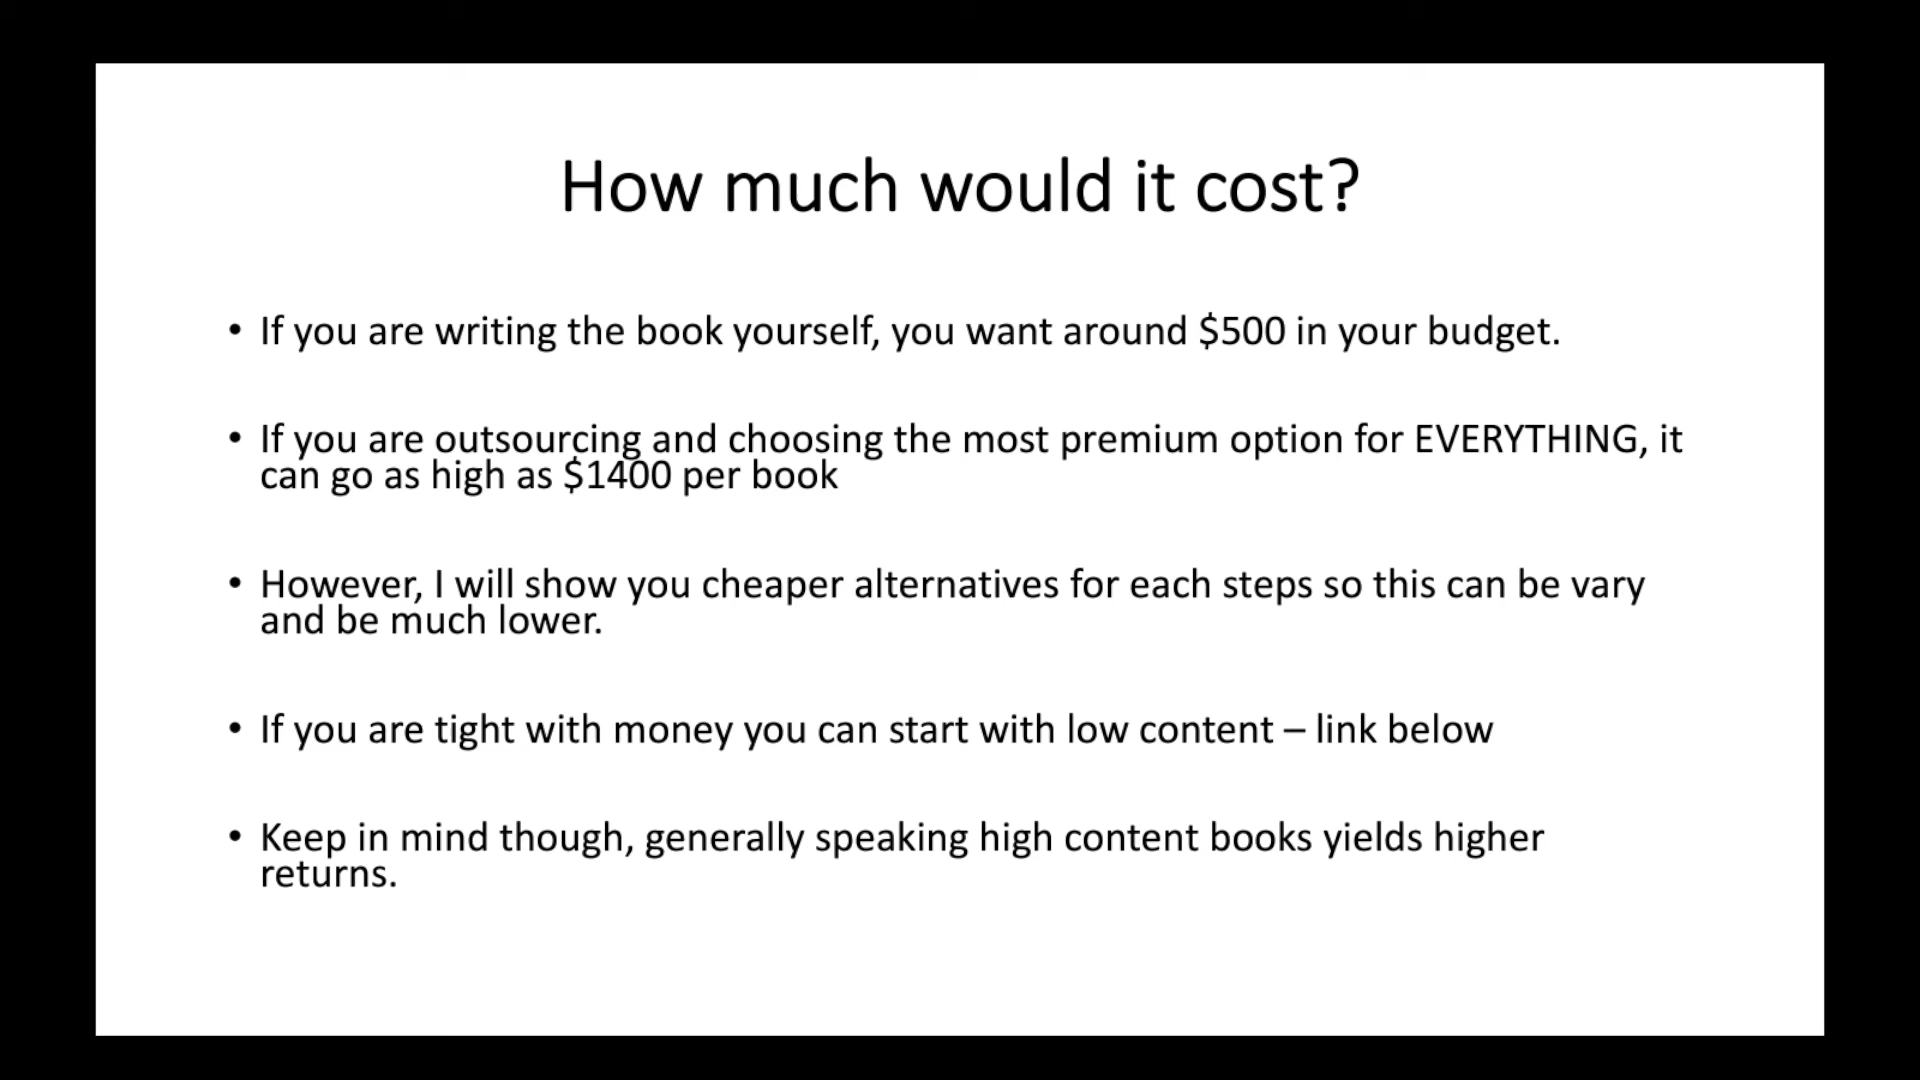 How much would it cost?
• If you are writing the book yourself, you want around $500 in your budget.
• If you are outsourcing and choosing the most premium option for EVERYTHING, it
can go as high as $1400 per book
• However, I will show you cheaper alternatives for each steps so this can be vary
and be much lower.
• If you are tight with money you can start with low content – link below
• Keep in mind though, generally speaking high content books yields higher
returns.